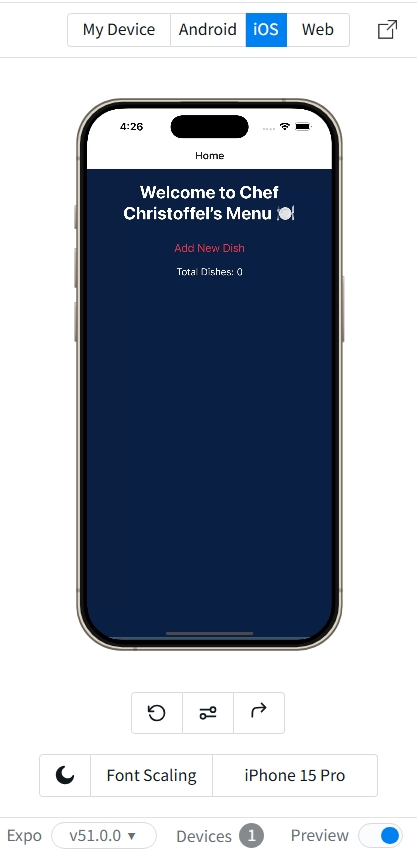 My Device
Android
iOS
Web
4:26
Home
Welcome to Chef
Christoffel's Menu 🍽️
Add New Dish
Total Dishes: 0
Font Scaling
iPhone 15 Pro
Expo
v51.0.0 ▾
Devices 1
Preview